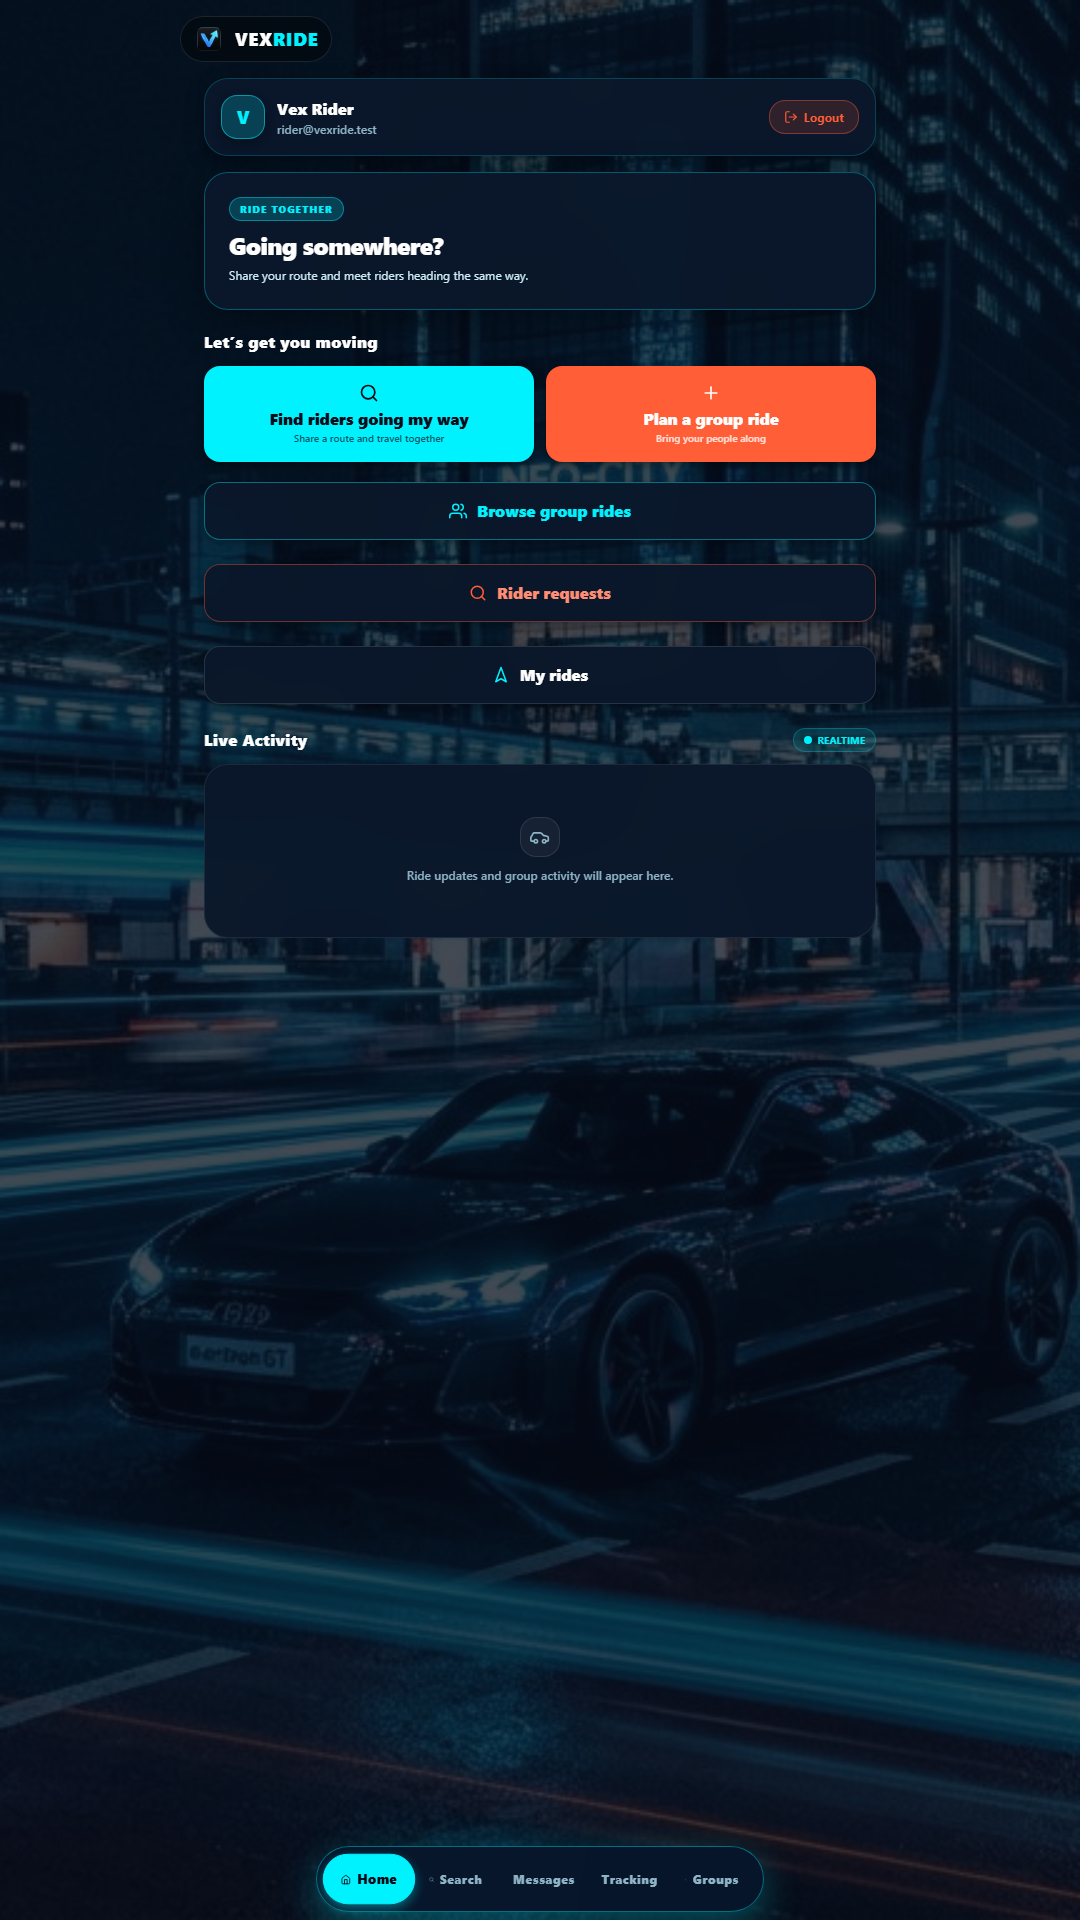 VEXRIDE
V
Vex Rider
rider@vexride.test
Logout
RIDE TOGETHER
Going somewhere?
Share your route and meet riders heading the same way.
Let's get you moving
Find riders going my way
Share a route and travel together
Plan a group ride
Bring your people along
NEO-CITY
Browse group rides
Rider requests
My rides
Live Activity
REALTIME
Ride updates and group activity will appear here.
Home
Search
Messages
Tracking
Groups